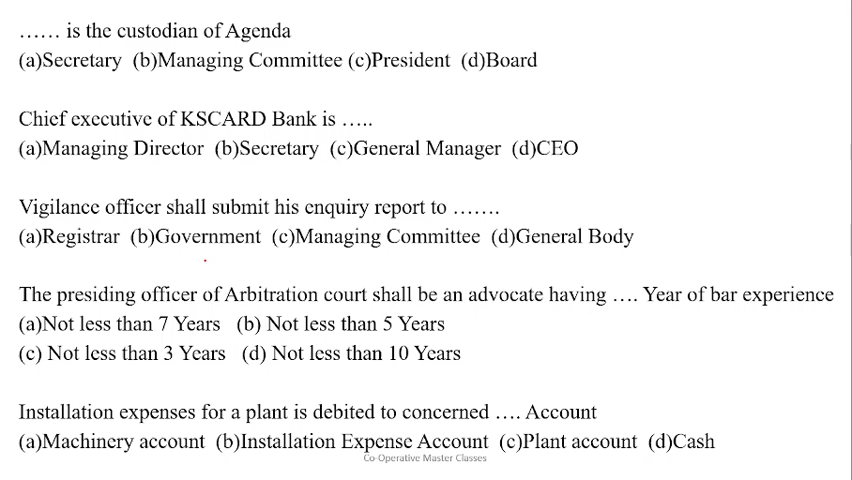 …… is the custodian of Agenda
(a)Secretary (b)Managing Committee (c)President (d)Board
Chief executive of KSCARD Bank is …..
(a)Managing Director (b)Secretary (c)General Manager (d)CEO
Vigilance officer shall submit his enquiry report to …….
(a)Registrar (b)Government (c)Managing Committee (d)General Body
The presiding officer of Arbitration court shall be an advocate having …. Year of bar experience
(a)Not less than 7 Years (b) Not less than 5 Years
(c) Not less than 3 Years (d) Not less than 10 Years
Installation expenses for a plant is debited to concerned …. Account
(a)Machinery account (b)Installation Expense Account (c)Plant account (d)Cash
Co-Operative Master Classes